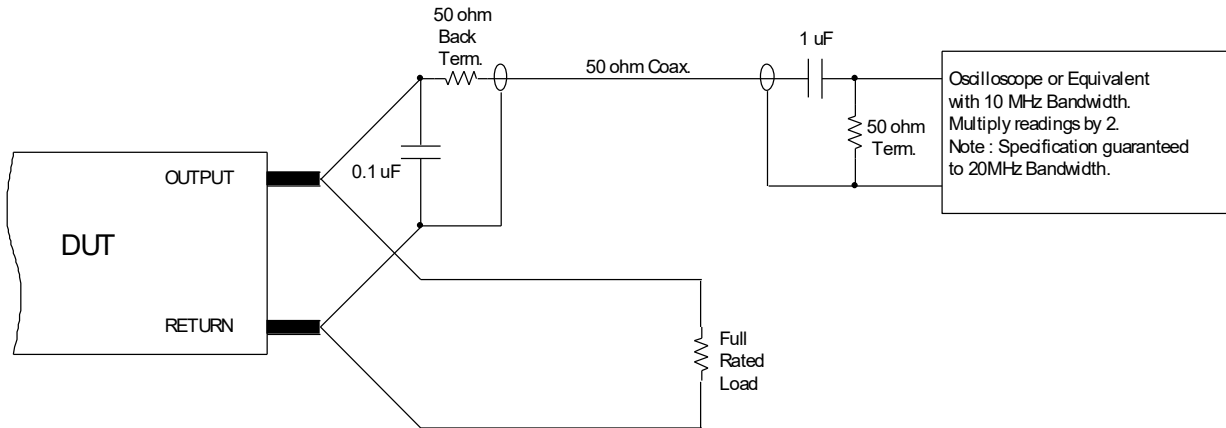 50 ohm
Back
Term.
50 ohm Coax.
1 uF
Oscilloscope or Equivalent
with 10 MHz Bandwidth.
Multiply readings by 2.
Note : Specification guaranteed
to 20MHz Bandwidth.
50 ohm
Term.
0.1 uF
OUTPUT
DUT
RETURN
Full
Rated
Load